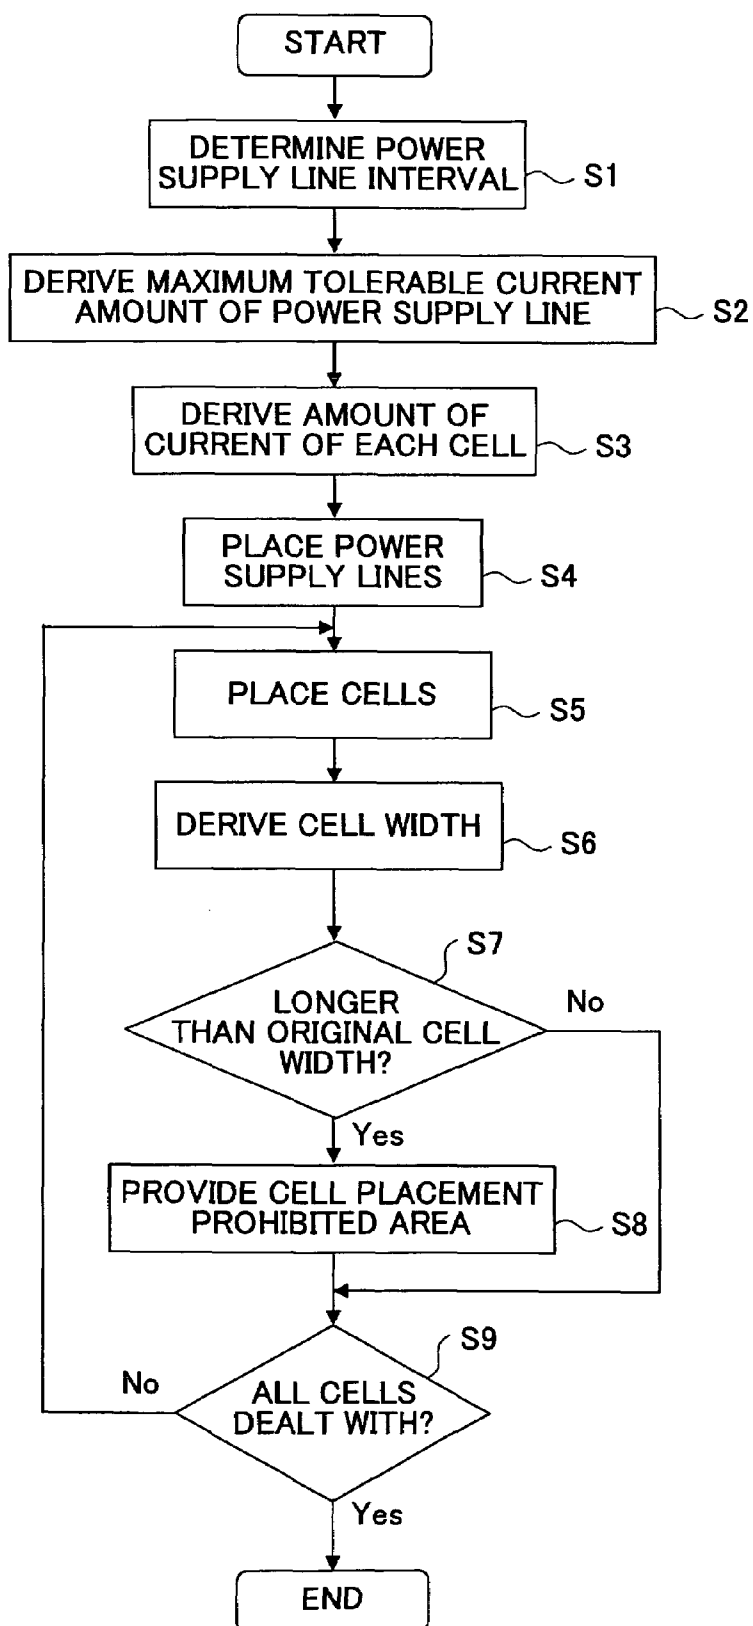 START
DETERMINE POWER
SUPPLY LINE INTERVAL
S1
DERIVE MAXIMUM TOLERABLE CURRENT
AMOUNT OF POWER SUPPLY LINE
S2
DERIVE AMOUNT OF
CURRENT OF EACH CELL
S3
PLACE POWER
SUPPLY LINES
S4
PLACE CELLS
S5
DERIVE CELL WIDTH
S6
S7
LONGER
THAN ORIGINAL CELL
WIDTH?
No
Yes
PROVIDE CELL PLACEMENT
PROHIBITED AREA
S8
S9
No
ALL CELLS
DEALT WITH?
Yes
END